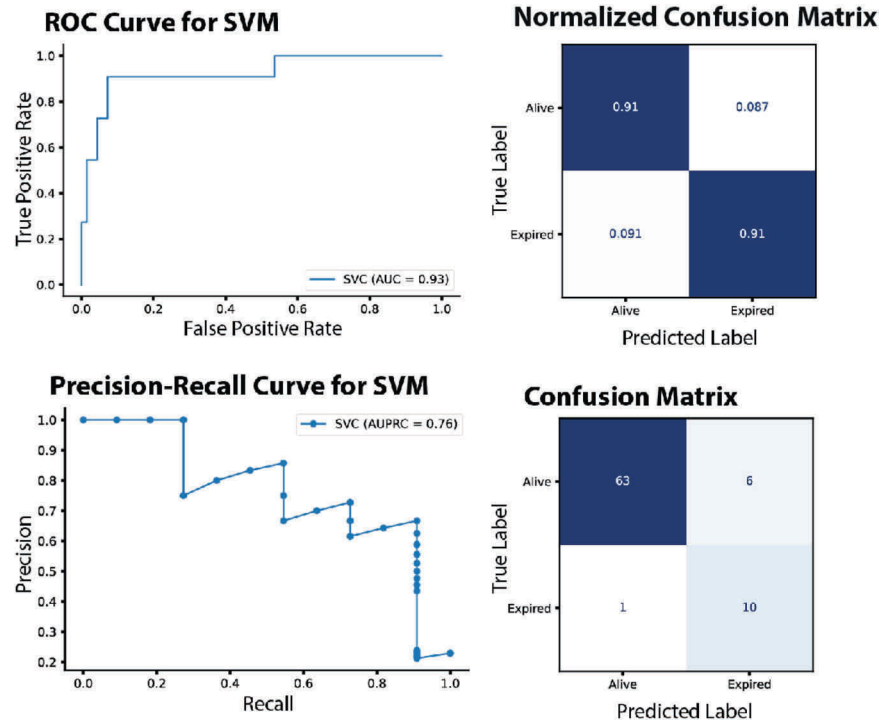 ROC Curve for SVM
True Positive Rate
1.0
0.8
0.6
0.4
0.2
0.0
SVC (AUC = 0.93)
0.0 0.2 0.4 0.6 0.8 1.0
False Positive Rate
Normalized Confusion Matrix
True Label
Alive
0.91 0.087
Expired
0.091 0.91
Alive Expired
Predicted Label
Precision-Recall Curve for SVM
Precision
1.0
0.9
0.8
0.7
0.6
0.5
0.4
0.3
0.2
SVC (AUPRC = 0.76)
0.0 0.2 0.4 0.6 0.8 1.0
Recall
Confusion Matrix
True Label
Alive
63 6
Expired
1 10
Alive Expired
Predicted Label